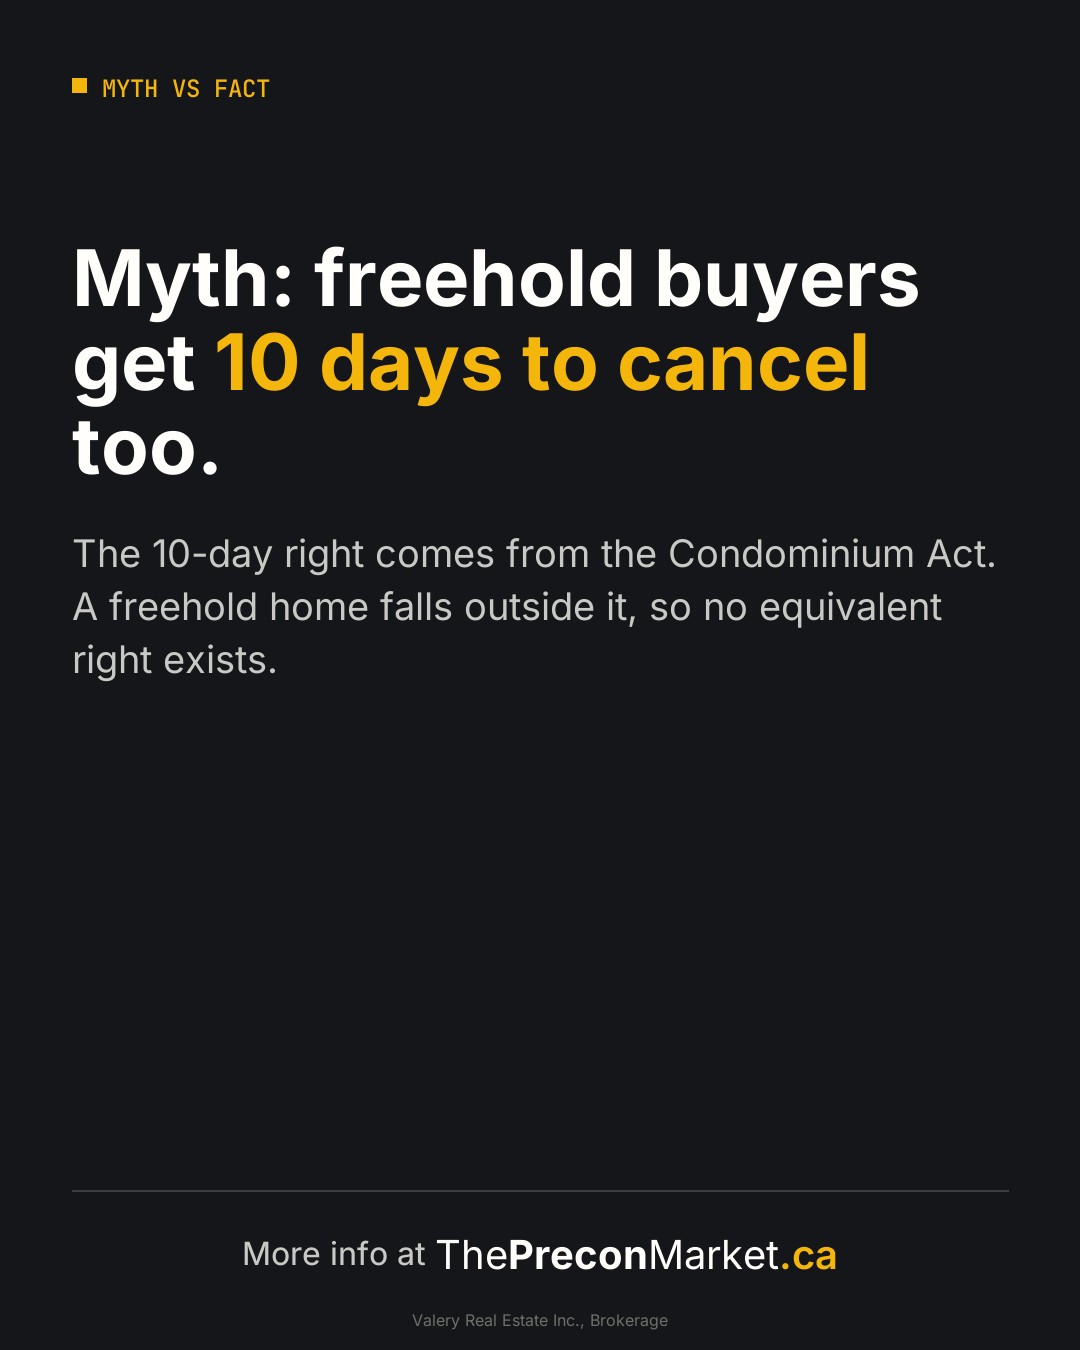 MYTH VS FACT
Myth: freehold buyers
get 10 days to cancel
too.
The 10-day right comes from the Condominium Act.
A freehold home falls outside it, so no equivalent
right exists.
More info at ThePreconMarket.ca
Valery Real Estate Inc., Brokerage